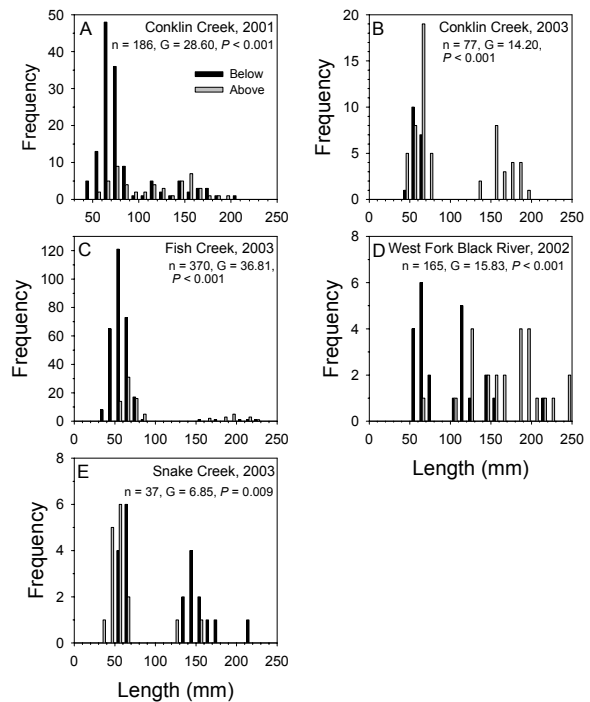 A Conklin Creek, 2001
n = 186, G = 28.60, P < 0.001
Below
Above
Frequency
50
40
30
20
10
0
50 100 150 200 250
B Conklin Creek, 2003
n = 77, G = 14.20,
P < 0.001
Frequency
20
15
10
5
0
0 50 100 150 200 250
C Fish Creek, 2003
n = 370, G = 36.81,
P < 0.001
Frequency
120
100
80
60
40
20
0
0 50 100 150 200 250
D West Fork Black River, 2002
n = 165, G = 15.83, P < 0.001
Frequency
8
6
4
2
0
0 50 100 150 200 250
Length (mm)
E Snake Creek, 2003
n = 37, G = 6.85, P = 0.009
Frequency
8
6
4
2
0
0 50 100 150 200 250
Length (mm)